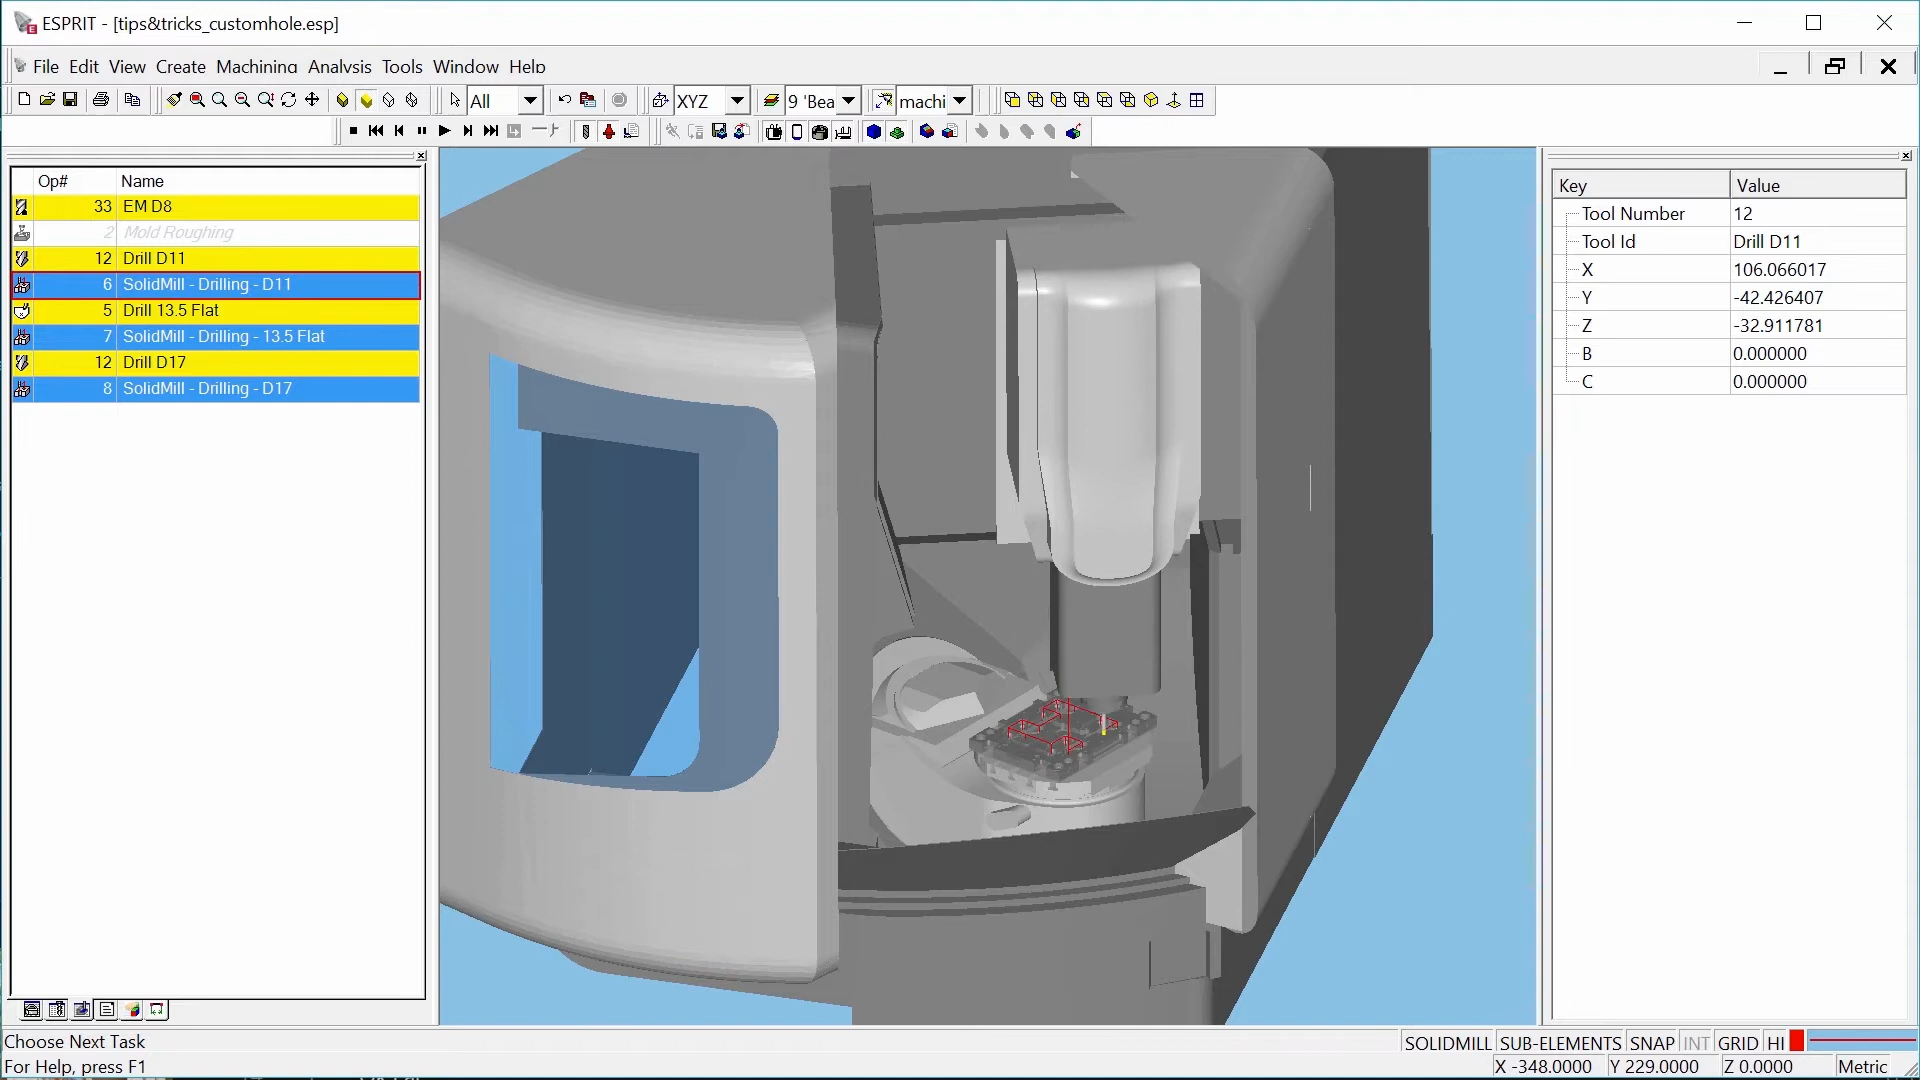 ESPRIT - [tips&tricks_customhole.esp]
File Edit View Create Machining Analysis Tools Window Help
All XYZ 9 'Bea machi
Op# Name
33 EM D8
2 Mold Roughing
12 Drill D11
6 SolidMill - Drilling - D11
5 Drill 13.5 Flat
7 SolidMill - Drilling - 13.5 Flat
12 Drill D17
8 SolidMill - Drilling - D17
Key Value
Tool Number 12
Tool Id Drill D11
X 106.066017
Y -42.426407
Z -32.911781
B 0.000000
C 0.000000
Choose Next Task
SOLIDMILL SUB-ELEMENTS SNAP INT GRID HI
For Help, press F1
X -348.0000 Y 229.0000 Z 0.0000 Metric